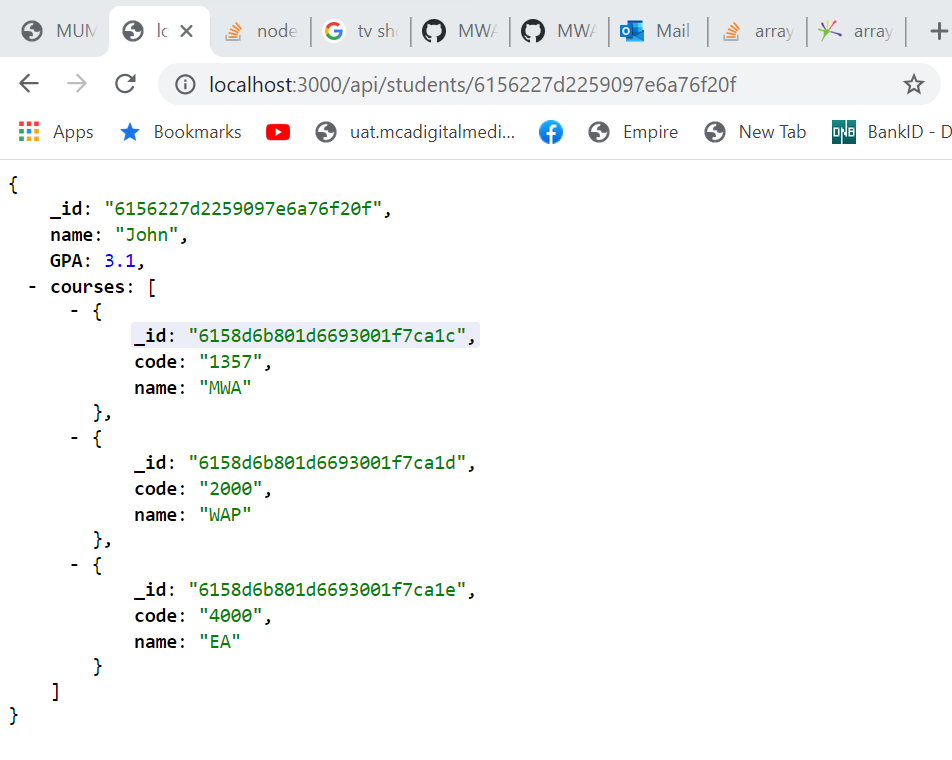 MUM
lo
node
tv sho
MWA
MWA
Mail
array
array
localhost:3000/api/students/6156227d2259097e6a76f20f
Apps Bookmarks uat.mcadigitalmedi... Empire New Tab DNB BankID - D
{
_id: "6156227d2259097e6a76f20f",
name: "John",
GPA: 3.1,
- courses: [
- {
_id: "6158d6b801d6693001f7ca1c",
code: "1357",
name: "MWA"
},
- {
_id: "6158d6b801d6693001f7ca1d",
code: "2000",
name: "WAP"
},
- {
_id: "6158d6b801d6693001f7ca1e",
code: "4000",
name: "EA"
}
]
}